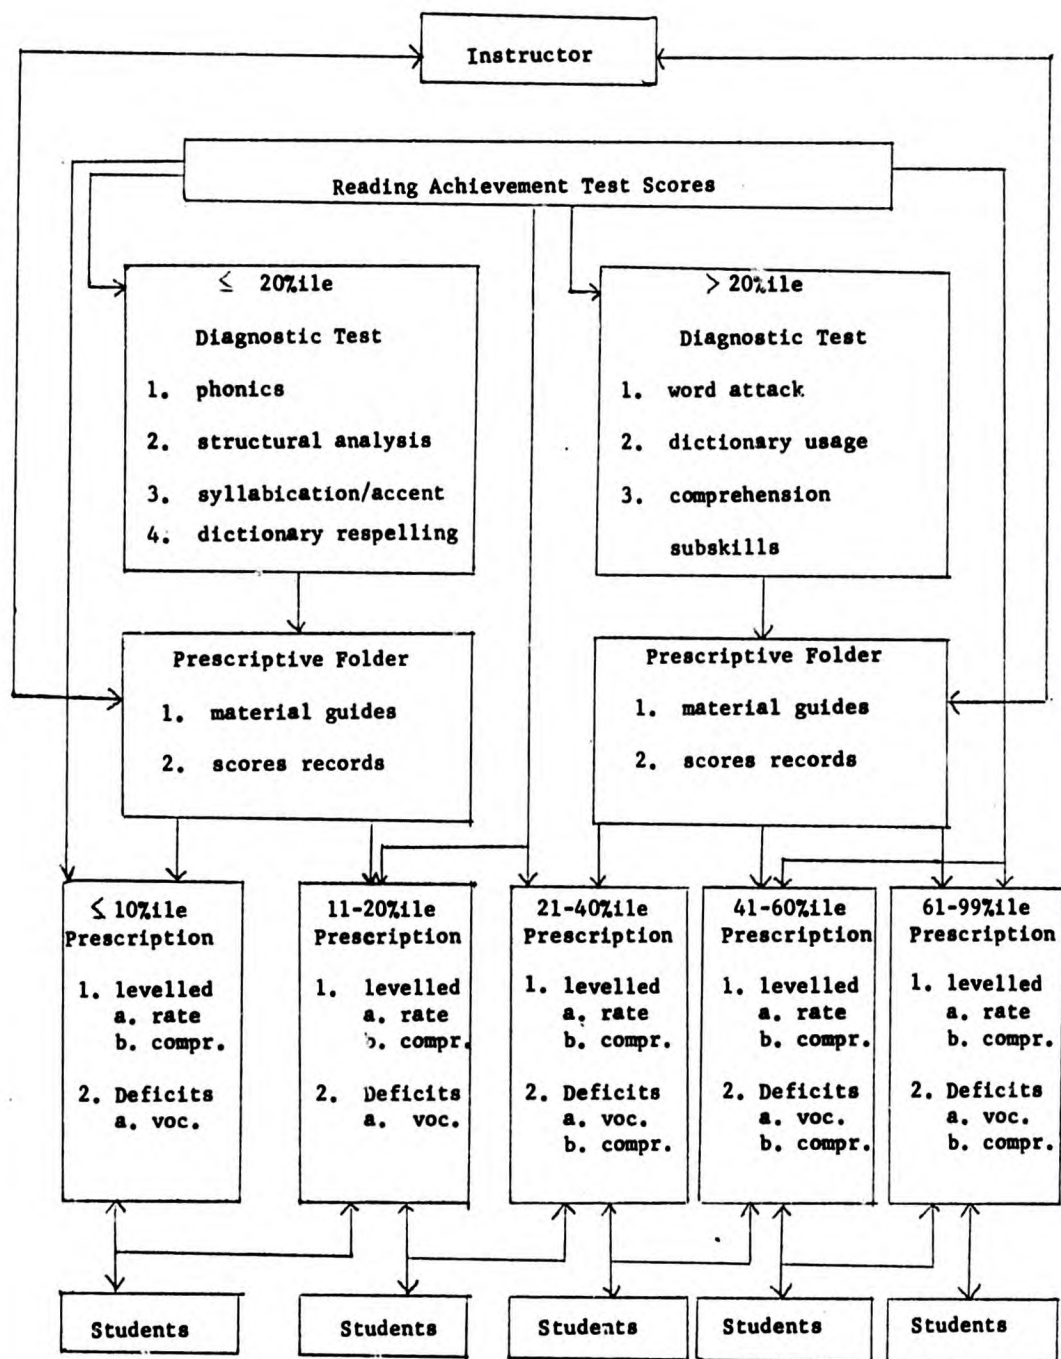 Instructor
Reading Achievement Test Scores
≤ 20%ile
Diagnostic Test
1. phonics
2. structural analysis
3. syllabication/accent
4. dictionary respelling
> 20%ile
Diagnostic Test
1. word attack
2. dictionary usage
3. comprehension
subskills
Prescriptive Folder
1. material guides
2. scores records
Prescriptive Folder
1. material guides
2. scores records
≤ 10%ile
Prescription
1. levelled
a. rate
b. compr.
2. Deficits
a. voc.
11-20%ile
Prescription
1. levelled
a. rate
b. compr.
2. Deficits
a. voc.
21-40%ile
Prescription
1. levelled
a. rate
b. compr.
2. Deficits
a. voc.
b. compr.
41-60%ile
Prescription
1. levelled
a. rate
b. compr.
2. Deficits
a. voc.
b. compr.
61-99%ile
Prescription
1. levelled
a. rate
b. compr.
2. Deficits
a. voc.
b. compr.
Students
Students
Students
Students
Students